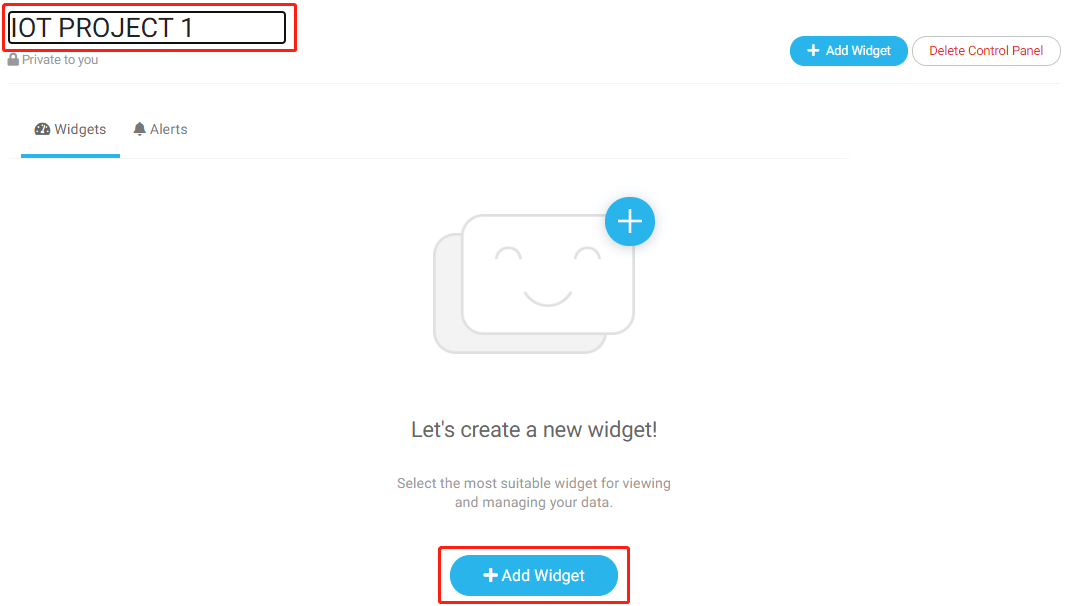 IOT PROJECT 1
Private to you
Add Widget
Delete Control Panel
Widgets
Alerts
Let's create a new widget!
Select the most suitable widget for viewing
and managing your data.
Add Widget